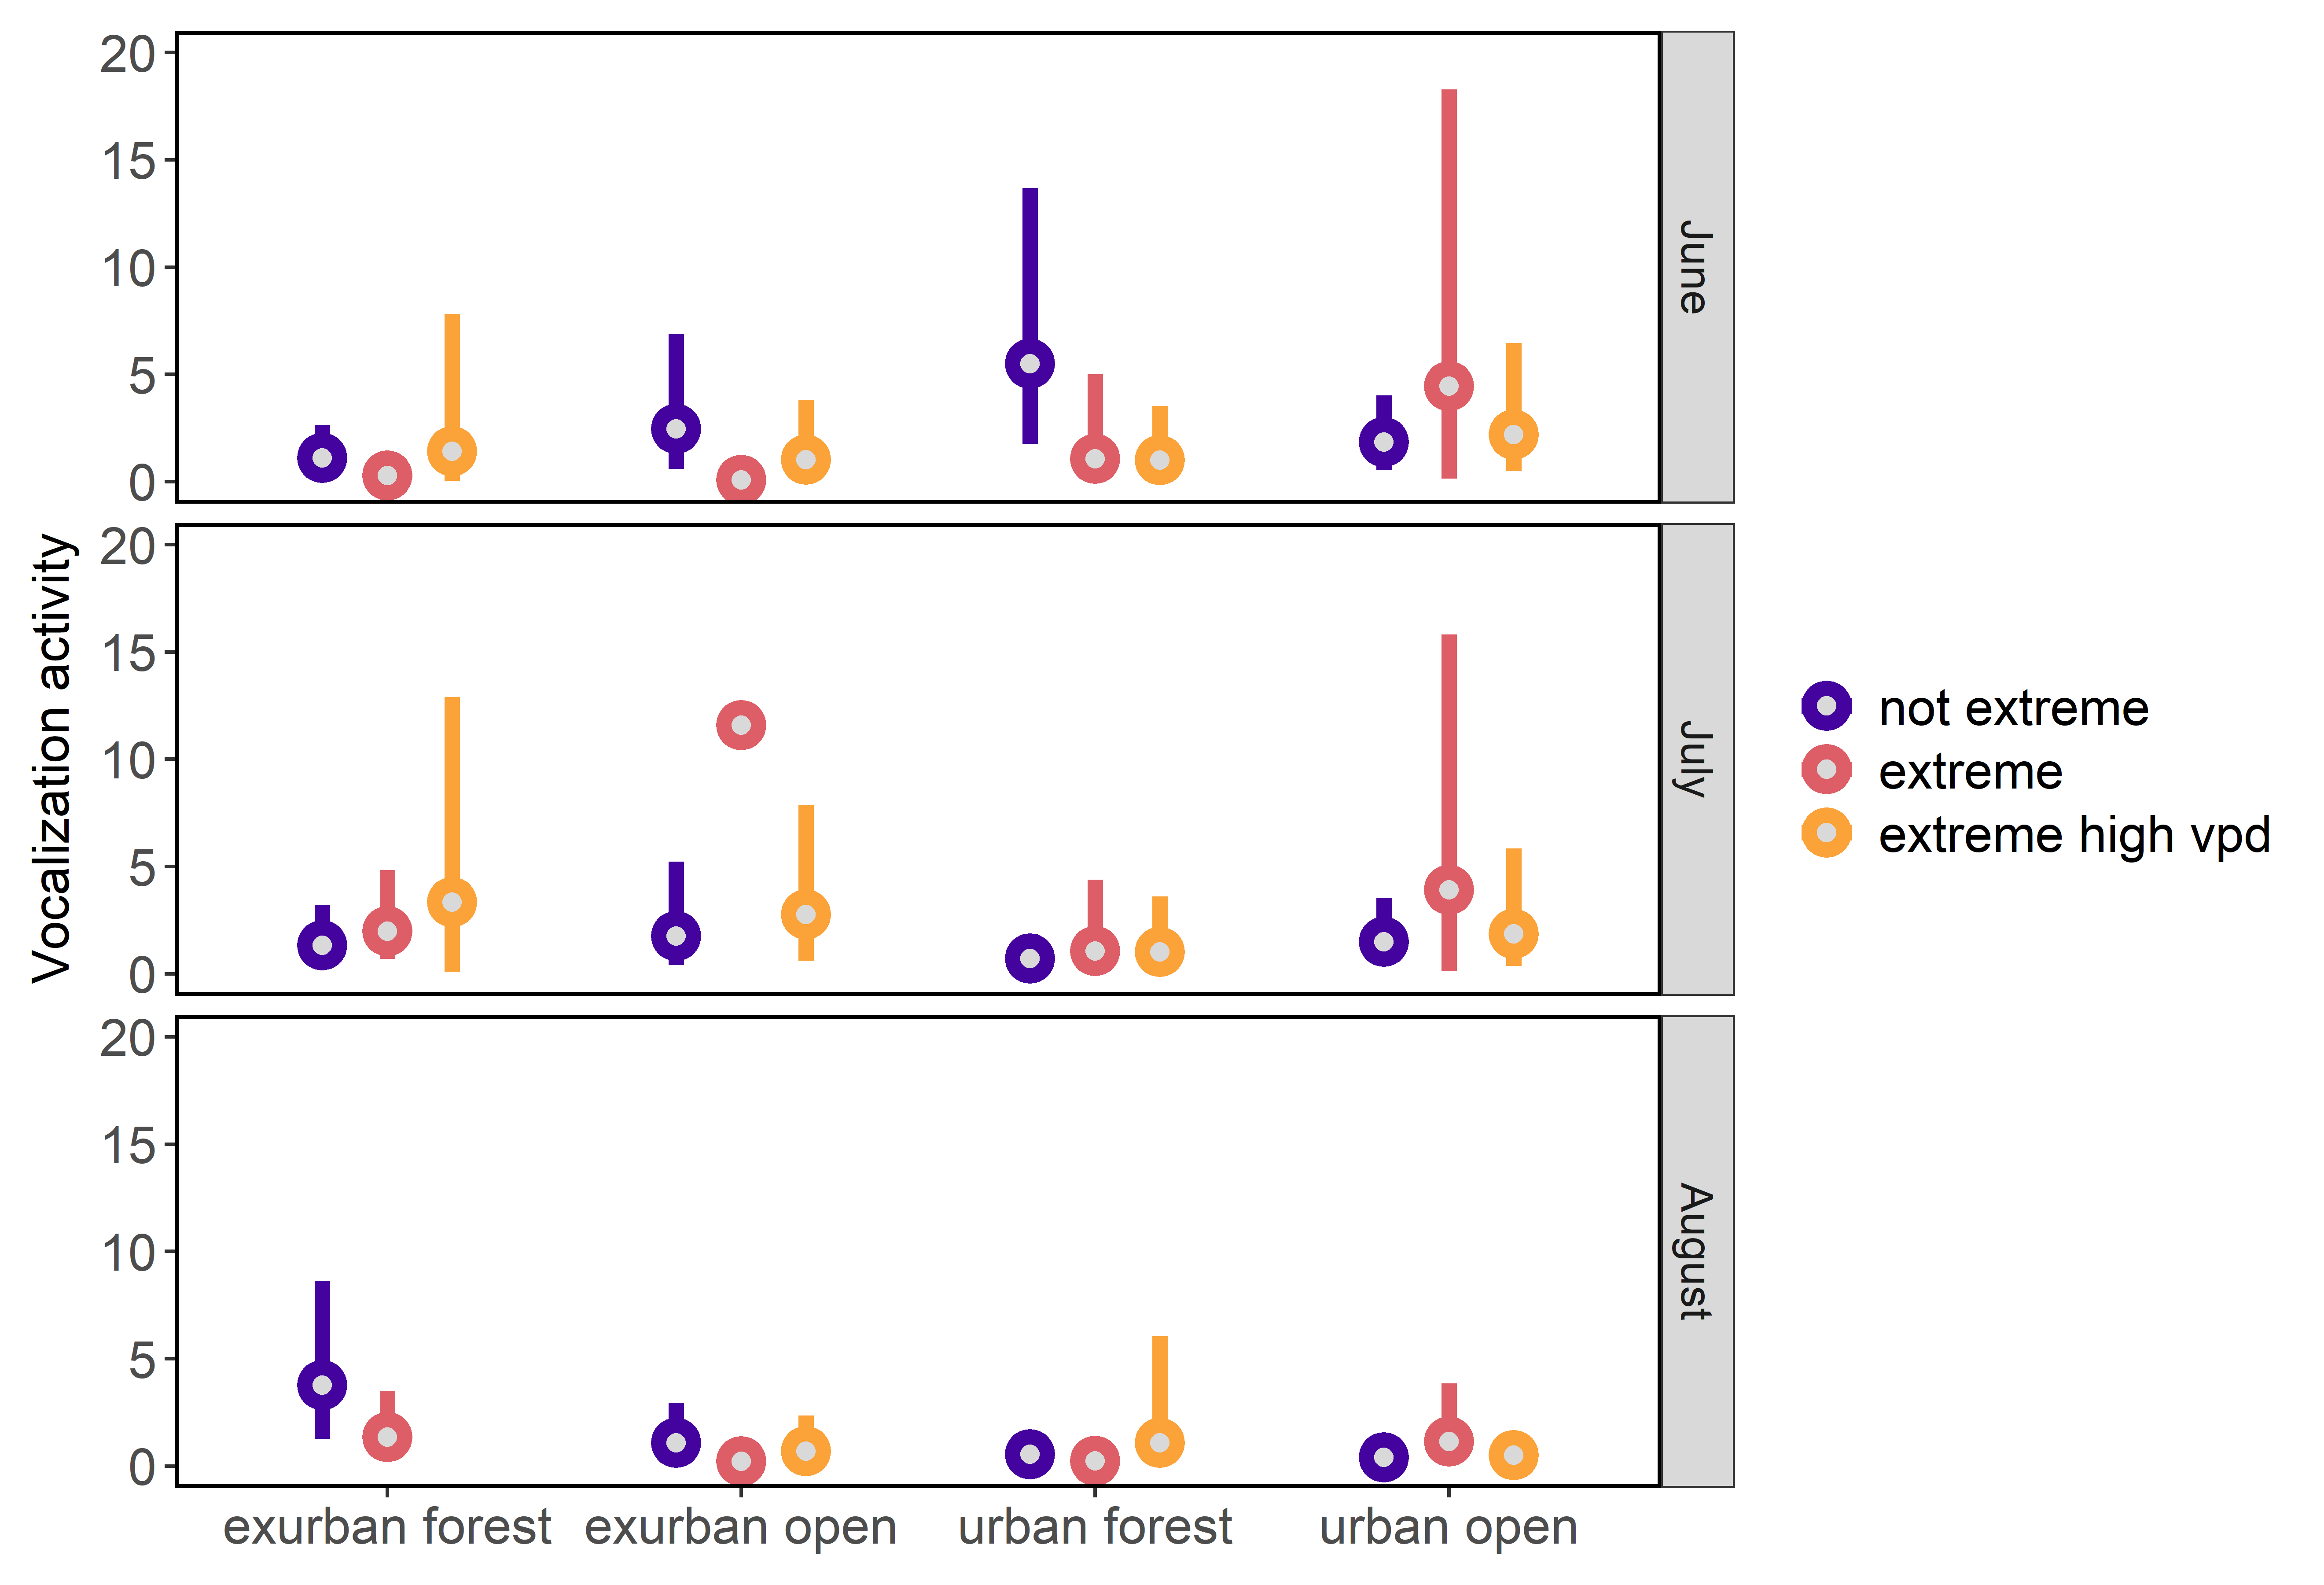 Vocalization activity
20
15
10
5
0
June
20
15
10
5
0
July
20
15
10
5
0
August
exurban forest
exurban open
urban forest
urban open
not extreme
extreme
extreme high vpd